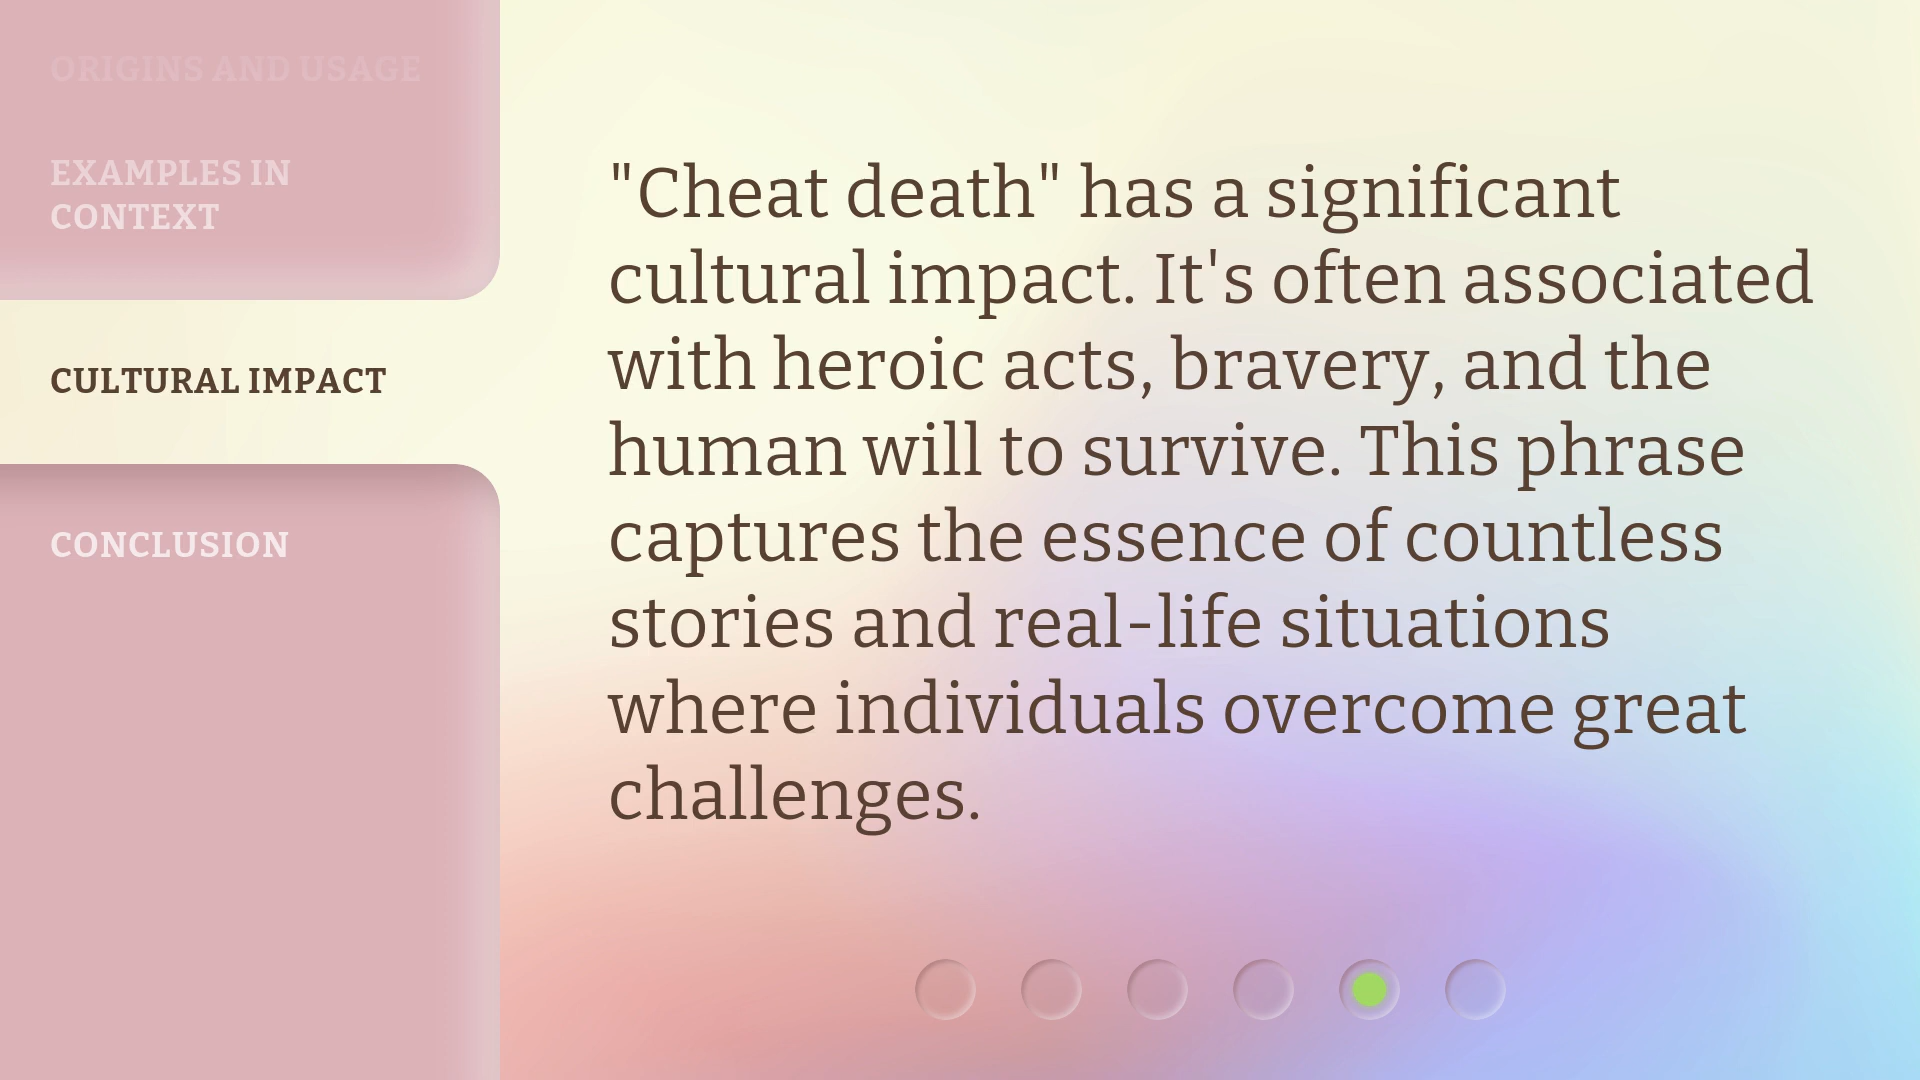 ORIGINS AND USAGE
EXAMPLES IN
CONTEXT
CULTURAL IMPACT
CONCLUSION
"Cheat death" has a significant
cultural impact. It's often associated
with heroic acts, bravery, and the
human will to survive. This phrase
captures the essence of countless
stories and real-life situations
where individuals overcome great
challenges.